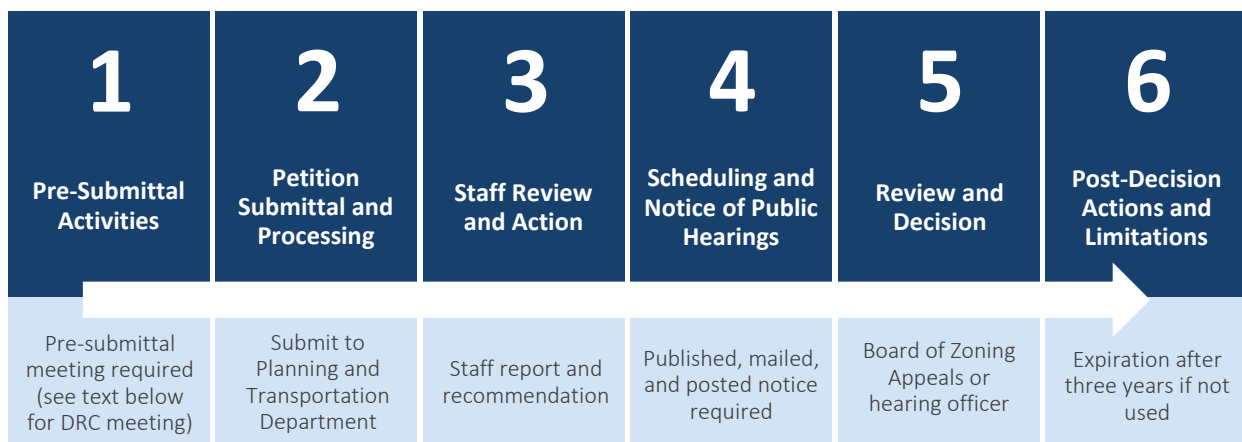 1
Pre-Submittal
Activities
Pre-submittal
meeting required
(see text below
for DRC meeting)
2
Petition
Submittal and
Processing
Submit to
Planning and
Transportation
Department
3
Staff Review
and Action
Staff report and
recommendation
4
Scheduling and
Notice of Public
Hearings
Published, mailed,
and posted notice
required
5
Review and
Decision
Board of Zoning
Appeals or
hearing officer
6
Post-Decision
Actions and
Limitations
Expiration after
three years if not
used